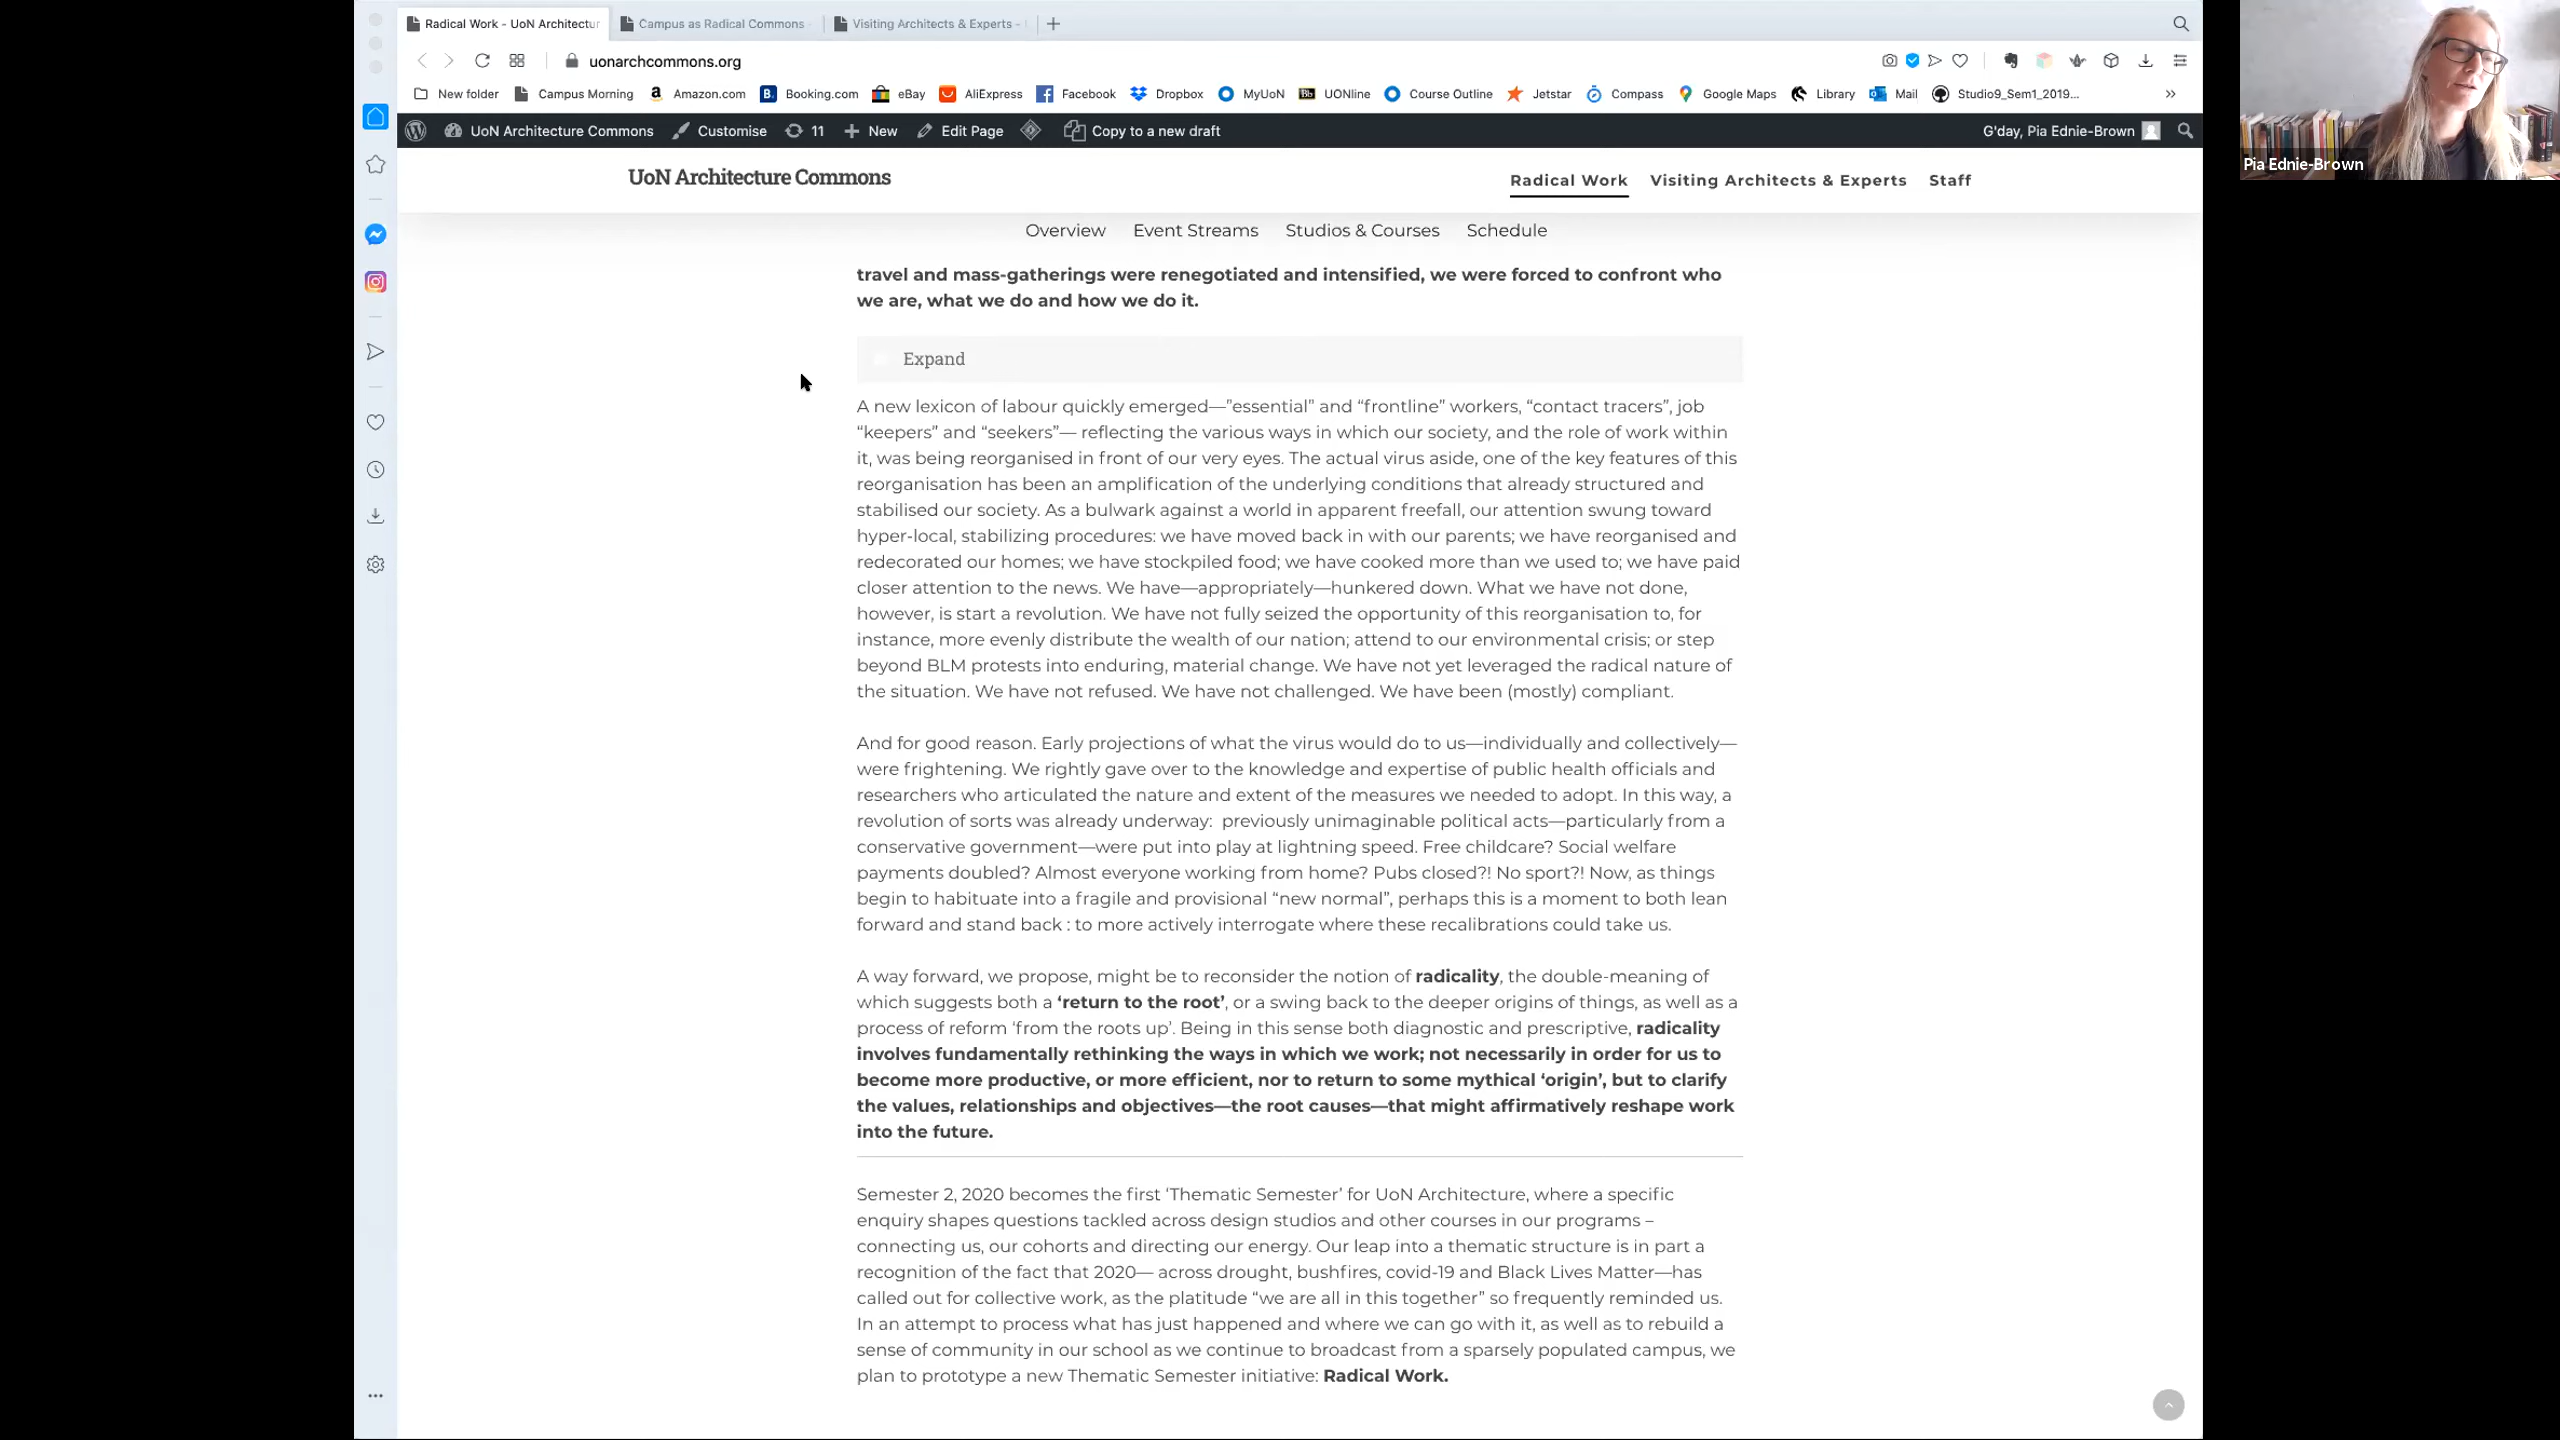 Radical Work - UoN Architectur
Campus as Radical Commons
Visiting Architects & Experts -
uonarchcommons.org
New folder
Campus Morning
Amazon.com
Booking.com
eBay
AliExpress
Facebook
Dropbox
MyUoN
UONline
Course Outline
Jetstar
Compass
Google Maps
Library
Mail
Studio9_Sem1_2019...
UoN Architecture Commons
Customise
11
New
Edit Page
Copy to a new draft
G'day, Pia Ednie-Brown
Pia Ednie-Brown
UoN Architecture Commons
Radical Work
Visiting Architects & Experts
Staff
Overview
Event Streams
Studios & Courses
Schedule
travel and mass-gatherings were renegotiated and intensified, we were forced to confront who
we are, what we do and how we do it.
Expand
A new lexicon of labour quickly emerged—”essential” and “frontline” workers, “contact tracers”, job
“keepers” and “seekers”— reflecting the various ways in which our society, and the role of work within
it, was being reorganised in front of our very eyes. The actual virus aside, one of the key features of this
reorganisation has been an amplification of the underlying conditions that already structured and
stabilised our society. As a bulwark against a world in apparent freefall, our attention swung toward
hyper-local, stabilizing procedures: we have moved back in with our parents; we have reorganised and
redecorated our homes; we have stockpiled food; we have cooked more than we used to; we have paid
closer attention to the news. We have—appropriately—hunkered down. What we have not done,
however, is start a revolution. We have not fully seized the opportunity of this reorganisation to, for
instance, more evenly distribute the wealth of our nation; attend to our environmental crisis; or step
beyond BLM protests into enduring, material change. We have not yet leveraged the radical nature of
the situation. We have not refused. We have not challenged. We have been (mostly) compliant.
And for good reason. Early projections of what the virus would do to us—individually and collectively—
were frightening. We rightly gave over to the knowledge and expertise of public health officials and
researchers who articulated the nature and extent of the measures we needed to adopt. In this way, a
revolution of sorts was already underway:  previously unimaginable political acts—particularly from a
conservative government—were put into play at lightning speed. Free childcare? Social welfare
payments doubled? Almost everyone working from home? Pubs closed?! No sport?! Now, as things
begin to habituate into a fragile and provisional “new normal”, perhaps this is a moment to both lean
forward and stand back : to more actively interrogate where these recalibrations could take us.
A way forward, we propose, might be to reconsider the notion of radicality, the double-meaning of
which suggests both a ‘return to the root’, or a swing back to the deeper origins of things, as well as a
process of reform ‘from the roots up’. Being in this sense both diagnostic and prescriptive, radicality
involves fundamentally rethinking the ways in which we work; not necessarily in order for us to
become more productive, or more efficient, nor to return to some mythical ‘origin’, but to clarify
the values, relationships and objectives—the root causes—that might affirmatively reshape work
into the future.
Semester 2, 2020 becomes the first ‘Thematic Semester’ for UoN Architecture, where a specific
enquiry shapes questions tackled across design studios and other courses in our programs –
connecting us, our cohorts and directing our energy. Our leap into a thematic structure is in part a
recognition of the fact that 2020— across drought, bushfires, covid-19 and Black Lives Matter—has
called out for collective work, as the platitude “we are all in this together” so frequently reminded us.
In an attempt to process what has just happened and where we can go with it, as well as to rebuild a
sense of community in our school as we continue to broadcast from a sparsely populated campus, we
plan to prototype a new Thematic Semester initiative: Radical Work.